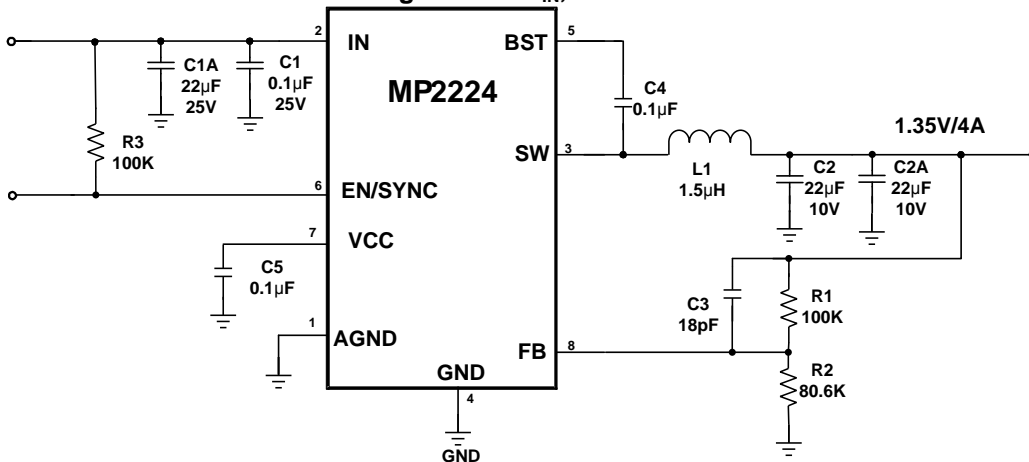 2
IN
BST
5
C1A
22µF
25V
C1
0.1µF
25V
MP2224
C4
0.1µF
R3
100K
1.35V/4A
SW
3
L1
1.5µH
C2
22µF
10V
C2A
22µF
10V
6
EN/SYNC
7
VCC
C5
0.1µF
C3
18pF
R1
100K
1
AGND
FB
8
R2
80.6K
GND
4
GND